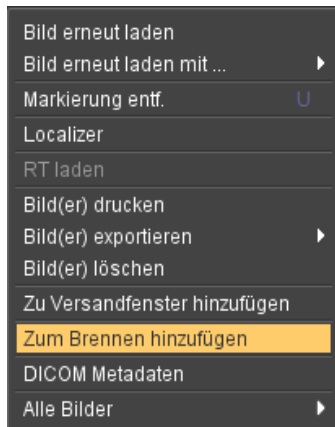 Bild erneut laden
Bild erneut laden mit ...
Markierung entf. U
Localizer
RT laden
Bild(er) drucken
Bild(er) exportieren
Bild(er) löschen
Zu Versandfenster hinzufügen
Zum Brennen hinzufügen
DICOM Metadaten
Alle Bilder